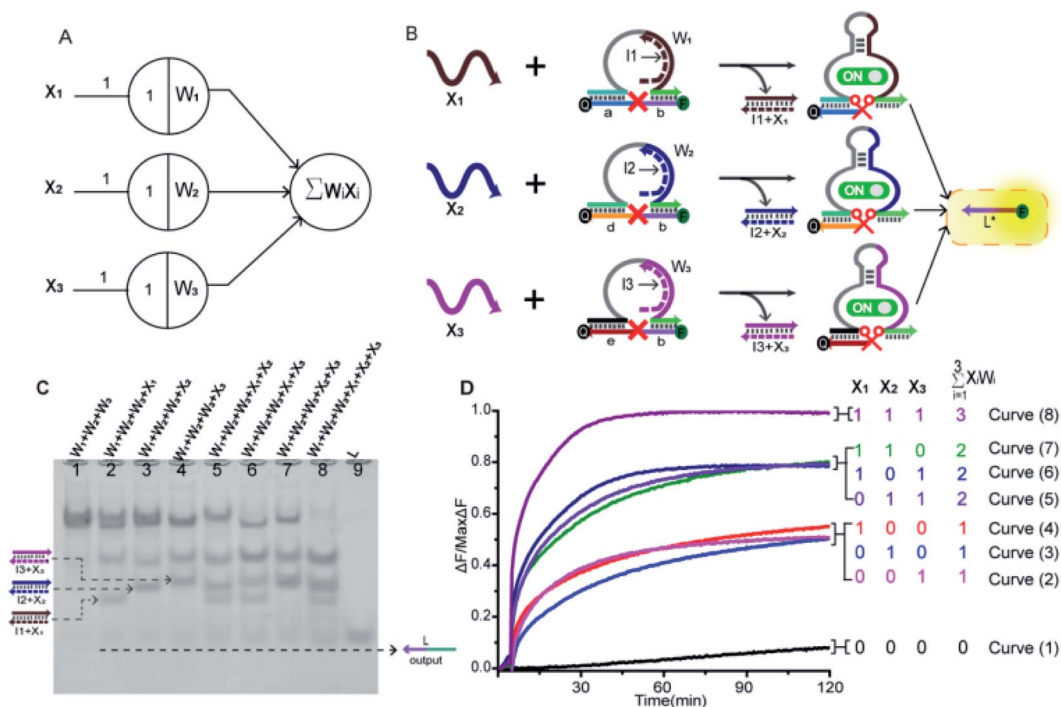 A
X₁ 1 1 W₁
X₂ 1 1 W₂ ∑WᵢXᵢ
X₃ 1 1 W₃
B
X₁ + I1 W₁ Q a b F I1+X₁ ON Q
X₂ + I2 W₂ Q d b F I2+X₂ ON Q
L* F
X₃ + I3 W₃ Q e b F I3+X₃ ON Q
C
W₁+W₂+W₃
W₁+W₂+W₃+X₁
W₁+W₂+W₃+X₂
W₁+W₂+W₃+X₃
W₁+W₂+W₃+X₁+X₂
W₁+W₂+W₃+X₁+X₃
W₁+W₂+W₃+X₂+X₃
W₁+W₂+W₃+X₁+X₂+X₃
L
1 2 3 4 5 6 7 8 9
I3+X₃
I2+X₂
I1+X₁
L
output
D
X₁ X₂ X₃ 3∑i=1 XᵢWᵢ
1 1 1 3 Curve (8)
1 1 0 2 Curve (7)
1 0 1 2 Curve (6)
0 1 1 2 Curve (5)
1 0 0 1 Curve (4)
0 1 0 1 Curve (3)
0 0 1 1 Curve (2)
0 0 0 0 Curve (1)
ΔF/MaxΔF
1.0
0.8
0.6
0.4
0.2
0.0
30 60 90 120
Time(min)